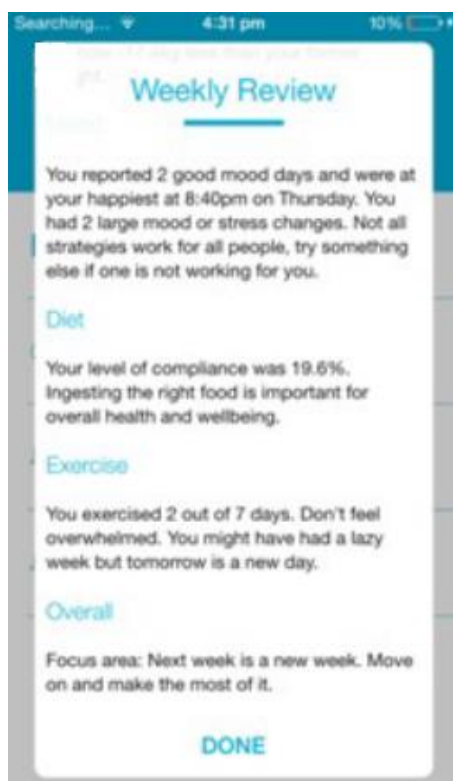 Searching...
4:31 pm
10%
Weekly Review
You reported 2 good mood days and were at
your happiest at 8:40pm on Thursday. You
had 2 large mood or stress changes. Not all
strategies work for all people, try something
else if one is not working for you.
Diet
Your level of compliance was 19.6%.
Ingesting the right food is important for
overall health and wellbeing.
Exercise
You exercised 2 out of 7 days. Don't feel
overwhelmed. You might have had a lazy
week but tomorrow is a new day.
Overall
Focus area: Next week is a new week. Move
on and make the most of it.
DONE